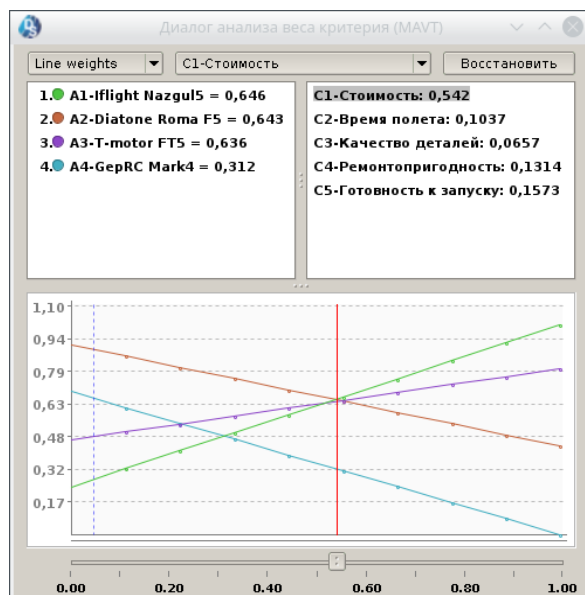 Диалог анализа веса критерия (MAVT)
Line weights C1-Стоимость Восстановить
1. A1-Iflight Nazgul5 = 0,646
2. A2-Diatone Roma F5 = 0,643
3. A3-T-motor FT5 = 0,636
4. A4-GepRC Mark4 = 0,312
C1-Стоимость: 0,542
C2-Время полета: 0,1037
C3-Качество деталей: 0,0657
C4-Ремонтопригодность: 0,1314
C5-Готовность к запуску: 0,1573
1,10
0,94
0,79
0,63
0,48
0,32
0,17
0.00 0.20 0.40 0.60 0.80 1.00